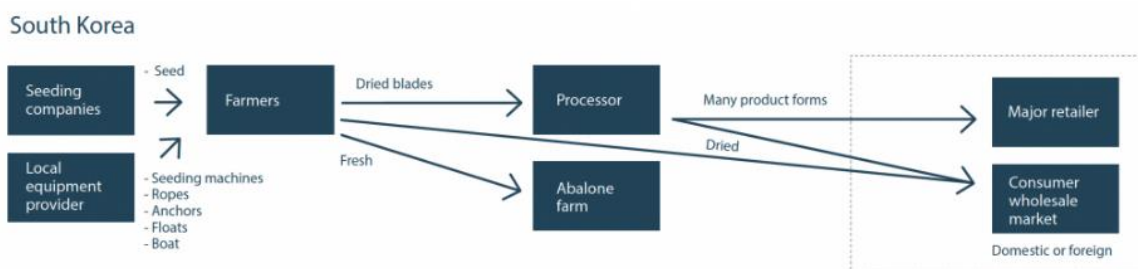 South Korea
Seeding
companies
- Seed
Farmers
Dried blades
Processor
Many product forms
Major retailer
Local
equipment
provider
- Seeding machines
- Ropes
- Anchors
- Floats
- Boat
Fresh
Abalone
farm
Dried
Consumer
wholesale
market
Domestic or foreign